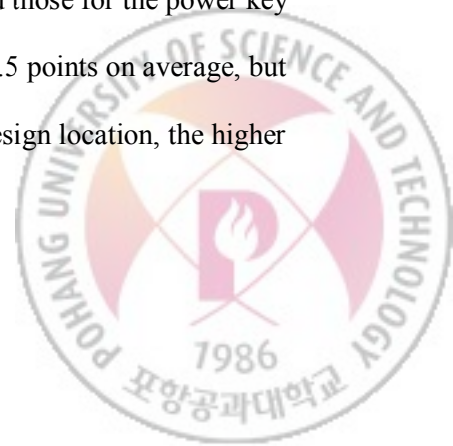 those for the power key
.5 points on average, but
esign location, the higher
POHANG UNIVERSITY OF SCIENCE AND TECHNOLOGY
1986
포항공과대학교